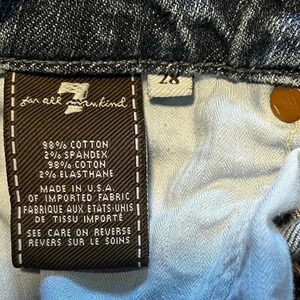 7
for all mankind
28
98% COTTON
2% SPANDEX
98% COTON
2% ELASTHANE
MADE IN U.S.A.
OF IMPORTED FABRIC
FABRIQUE AUX ETATS-UNIS
DE TISSU IMPORTÉ
SEE CARE ON REVERSE
REVERS SUR LE SOINS